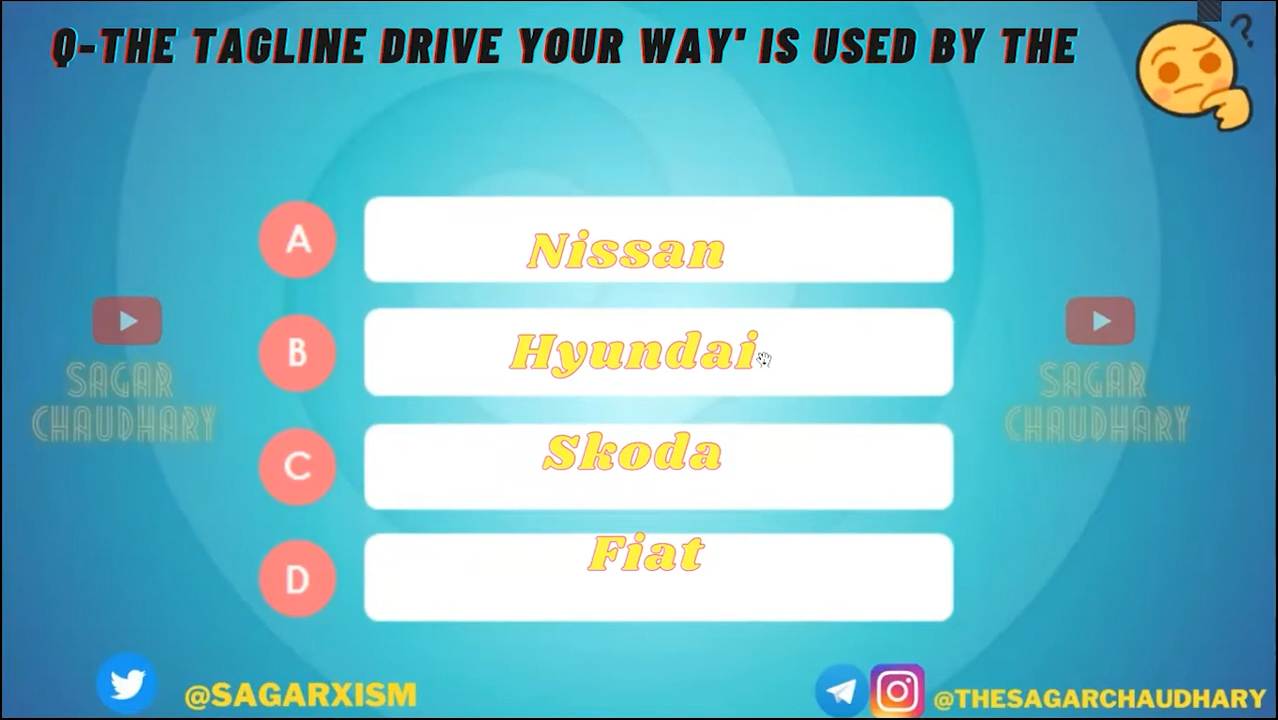 Q-THE TAGLINE DRIVE YOUR WAY' IS USED BY THE
A
Nissan
B
Hyundai
C
Skoda
D
Fiat
SAGAR
CHAUDHARY
SAGAR
CHAUDHARY
@SAGARXISM
@THESAGARCHAUDHARY